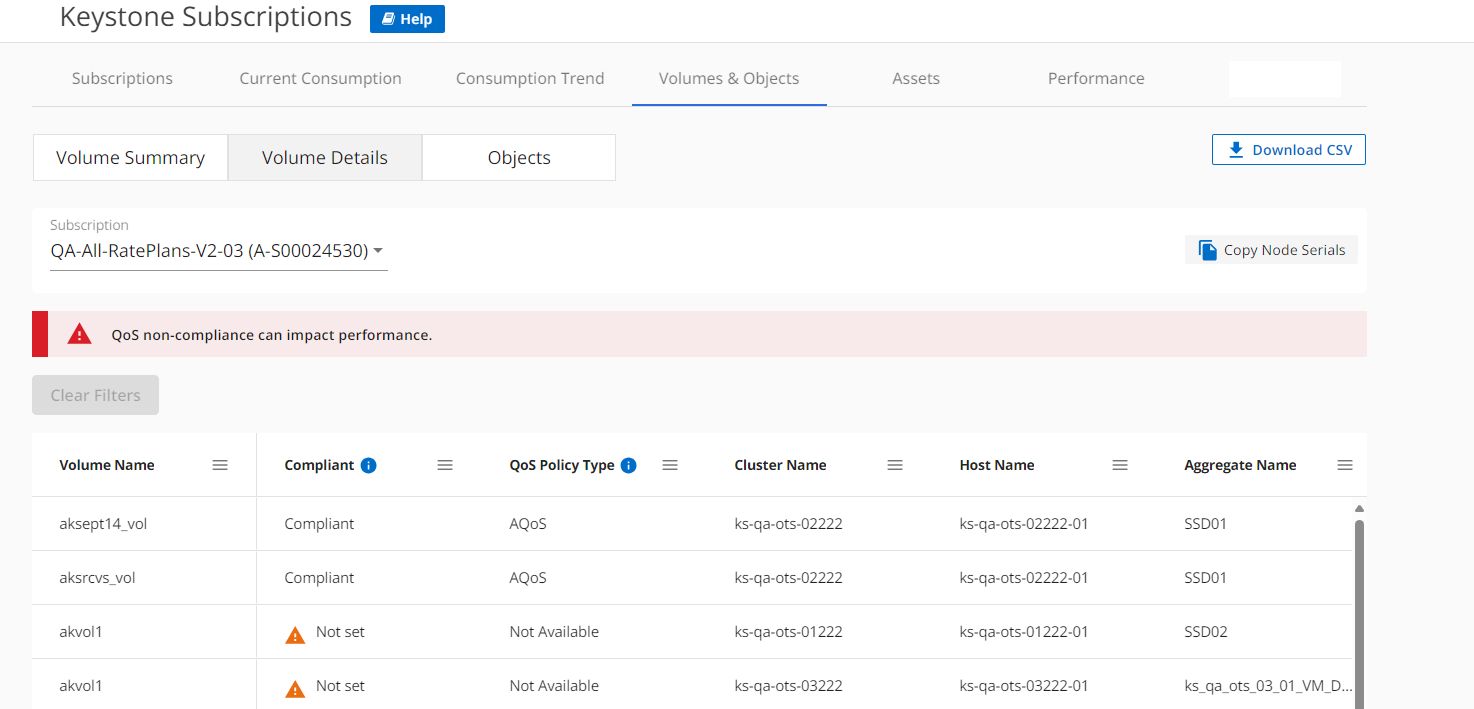 Keystone Subscriptions Help
Subscriptions Current Consumption Consumption Trend Volumes & Objects Assets Performance
Volume Summary Volume Details Objects Download CSV
Subscription
QA-All-RatePlans-V2-03 (A-S00024530) Copy Node Serials
QoS non-compliance can impact performance.
Clear Filters
Volume Name Compliant QoS Policy Type Cluster Name Host Name Aggregate Name
aksept14_vol Compliant AQoS ks-qa-ots-02222 ks-qa-ots-02222-01 SSD01
aksrcvs_vol Compliant AQoS ks-qa-ots-02222 ks-qa-ots-02222-01 SSD01
akvol1 Not set Not Available ks-qa-ots-01222 ks-qa-ots-01222-01 SSD02
akvol1 Not set Not Available ks-qa-ots-03222 ks-qa-ots-03222-01 ks_qa_ots_03_01_VM_D...